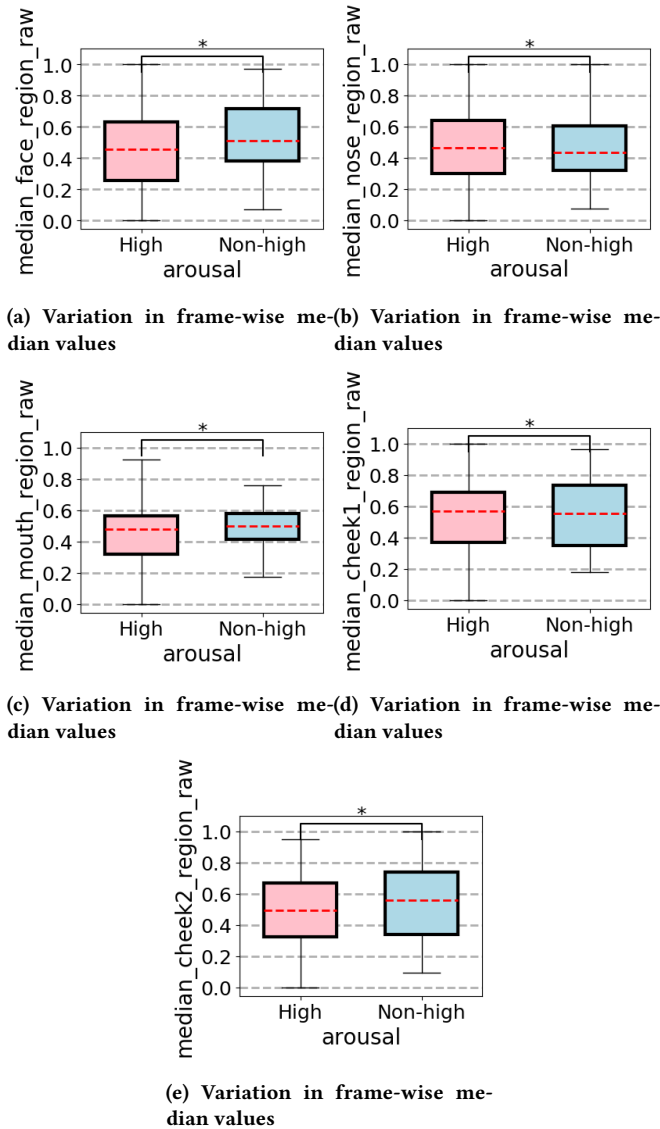 *
median_face_region_raw
1.0
0.8
0.6
0.4
0.2
0.0
High Non-high
arousal
(a) Variation in frame-wise me-
dian values
*
median_nose_region_raw
1.0
0.8
0.6
0.4
0.2
0.0
High Non-high
arousal
(b) Variation in frame-wise me-
dian values
*
median_mouth_region_raw
1.0
0.8
0.6
0.4
0.2
0.0
High Non-high
arousal
(c) Variation in frame-wise me-
dian values
*
median_cheek1_region_raw
1.0
0.8
0.6
0.4
0.2
0.0
High Non-high
arousal
(d) Variation in frame-wise me-
dian values
*
median_cheek2_region_raw
1.0
0.8
0.6
0.4
0.2
0.0
High Non-high
arousal
(e) Variation in frame-wise me-
dian values